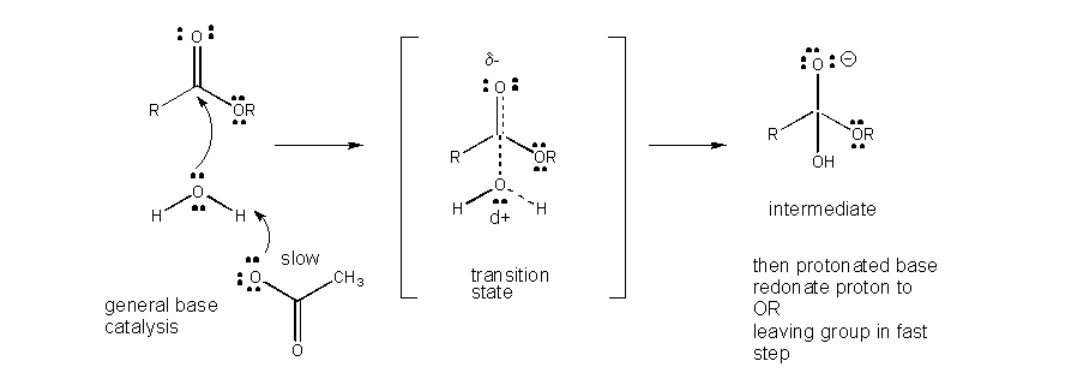 O
R
OR
H
O
H
slow
O
CH3
O
general base
catalysis
δ-
O
R
OR
O
H
H
d+
transition
state
O
⊖
R
OR
OH
intermediate
then protonated base
redonate proton to
OR
leaving group in fast
step